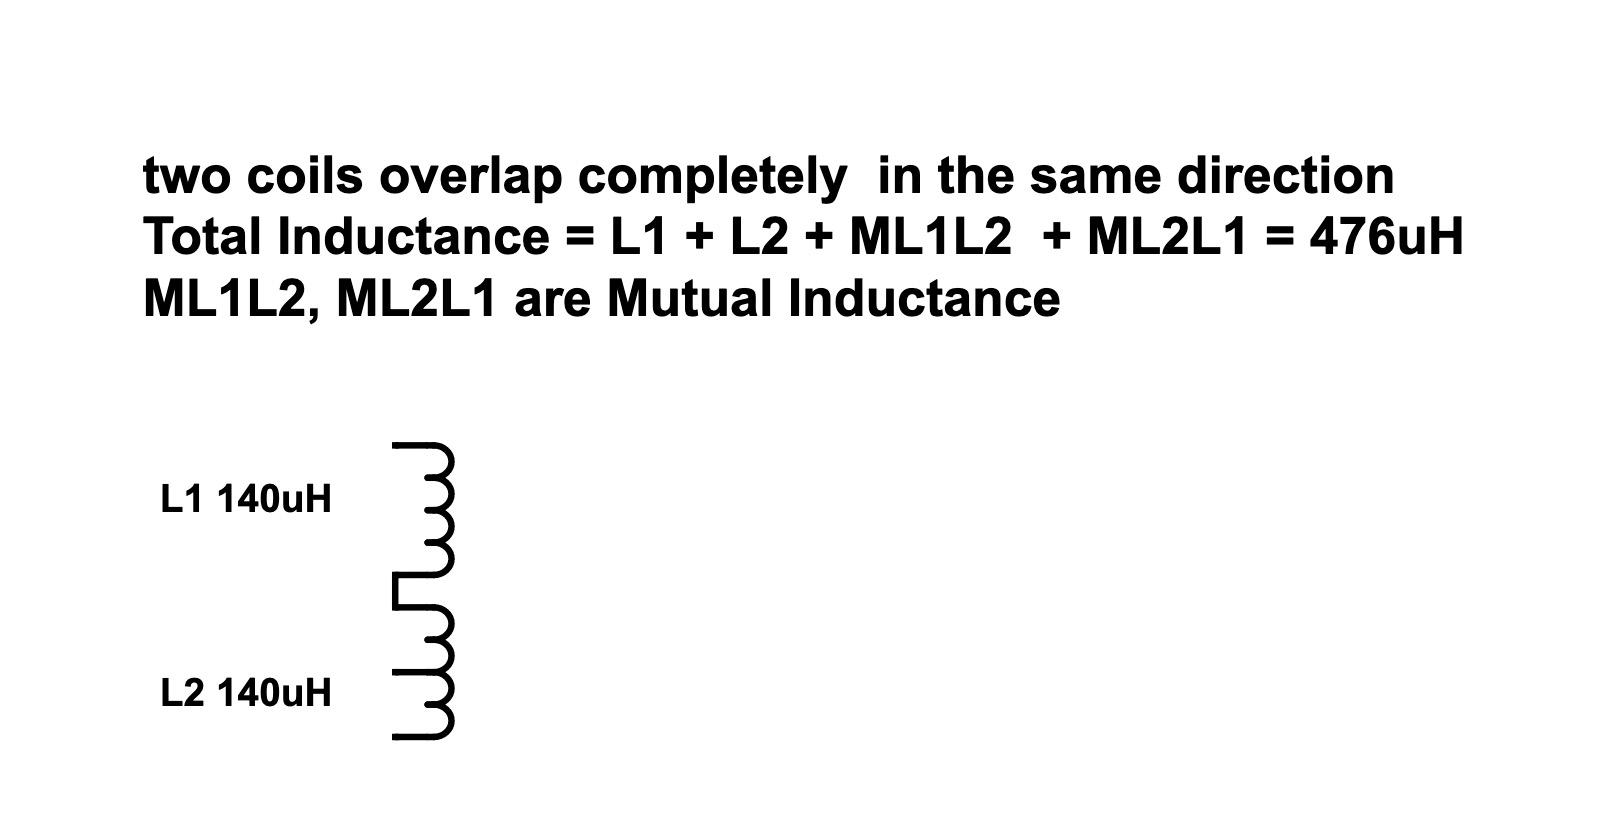 two coils overlap completely  in the same direction
Total Inductance = L1 + L2 + ML1L2  + ML2L1 = 476uH
ML1L2, ML2L1 are Mutual Inductance
L1 140uH
L2 140uH